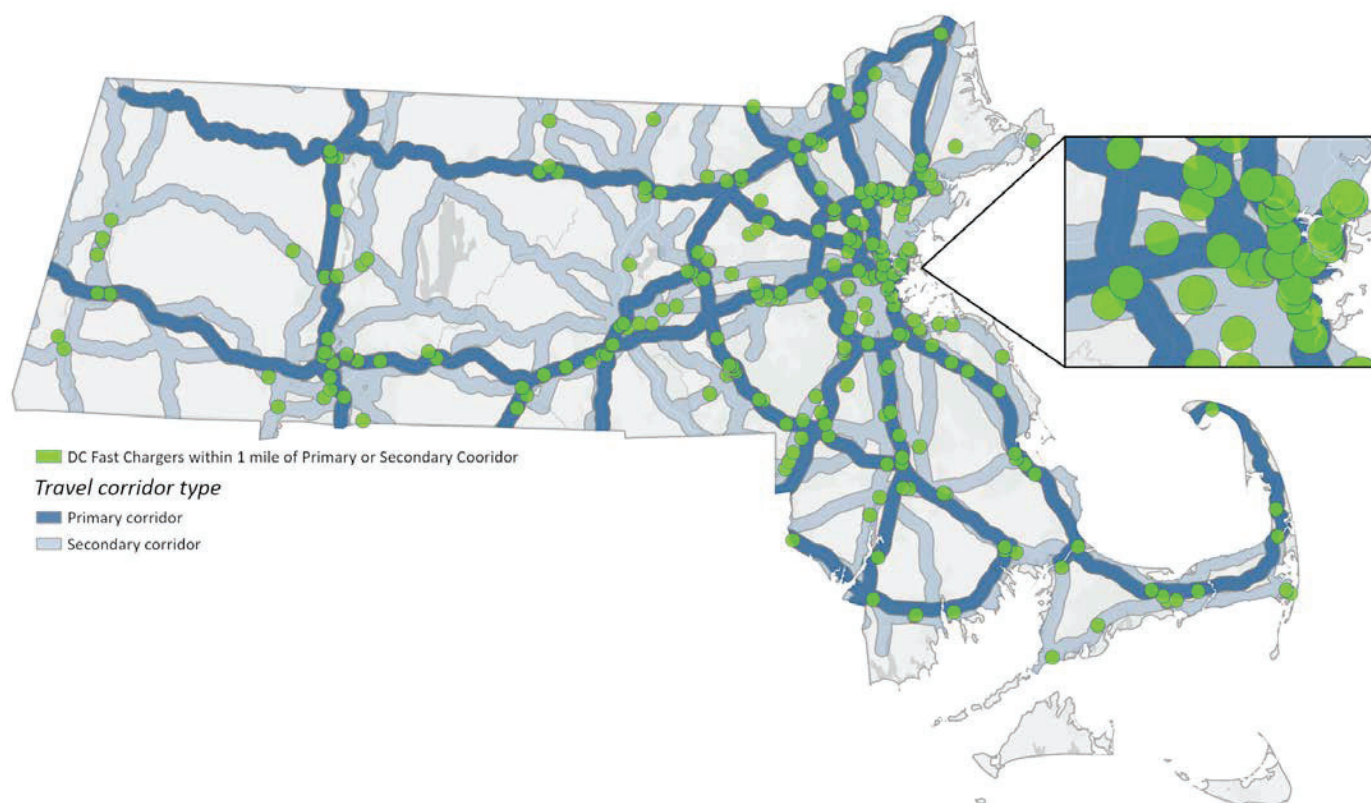 DC Fast Chargers within 1 mile of Primary or Secondary Cooridor
Travel corridor type
Primary corridor
Secondary corridor